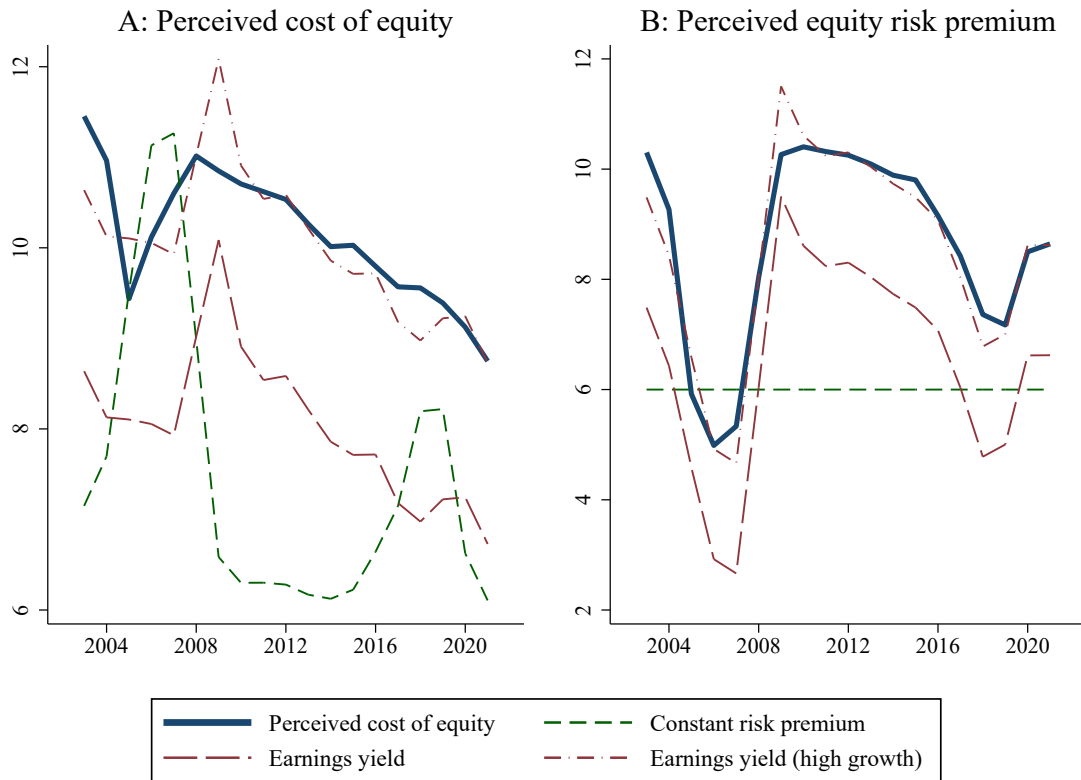 A: Perceived cost of equity
12
10
8
6
2004 2008 2012 2016 2020
B: Perceived equity risk premium
12
10
8
6
4
2
2004 2008 2012 2016 2020
Perceived cost of equity
Constant risk premium
Earnings yield
Earnings yield (high growth)